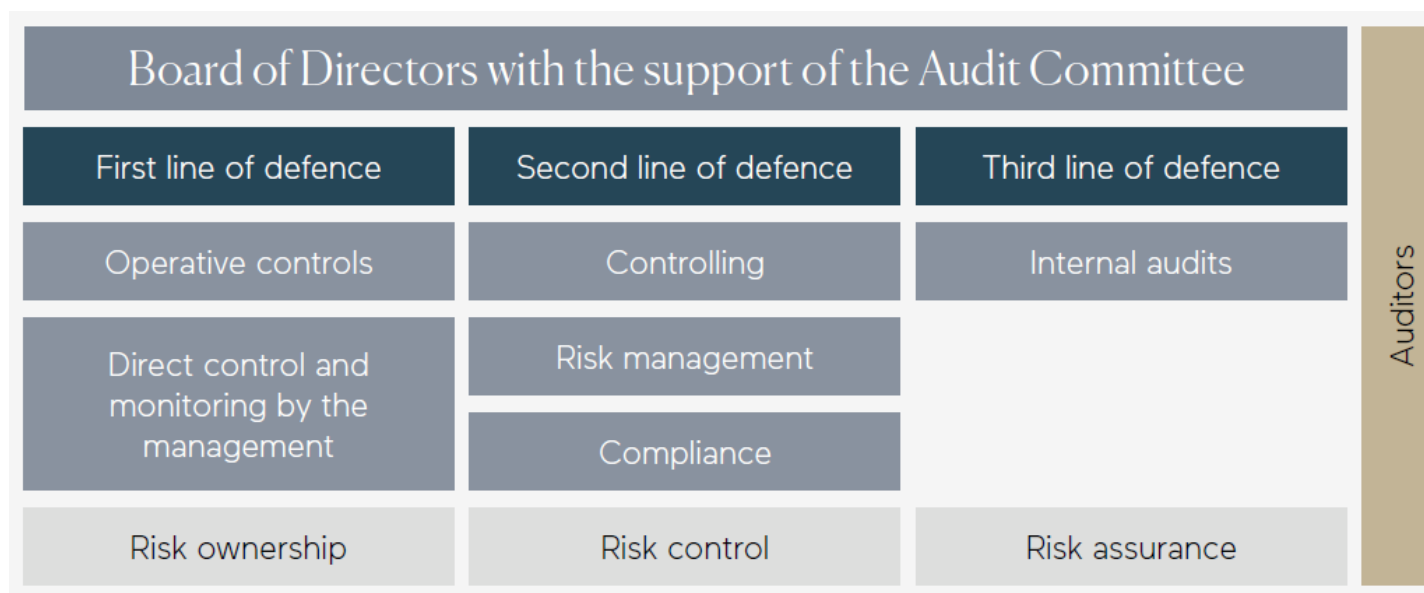 Board of Directors with the support of the Audit Committee
First line of defence
Second line of defence
Third line of defence
Operative controls
Controlling
Internal audits
Direct control and
monitoring by the
management
Risk management
Compliance
Risk ownership
Risk control
Risk assurance
Auditors